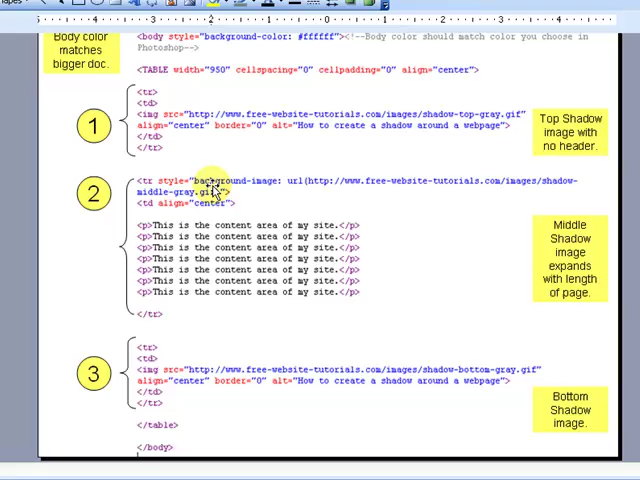 Body color
matches
bigger doc.
<body style="background-color: #ffffff"><!--Body color should match color you choose in
Photoshop-->
<TABLE width="950" cellspacing="0" cellpadding="0" align="center">
1
<tr>
<td>
<img src="http://www.free-website-tutorials.com/images/shadow-top-gray.gif"
align="center" border="0" alt="How to create a shadow around a webpage">
</td>
</tr>
Top Shadow
image with
no header.
2
<tr style="background-image: url(http://www.free-website-tutorials.com/images/shadow-
<td align="center">
<p>This is the content area of my site.</p>
<p>This is the content area of my site.</p>
<p>This is the content area of my site.</p>
<p>This is the content area of my site.</p>
<p>This is the content area of my site.</p>
<p>This is the content area of my site.</p>
<p>This is the content area of my site.</p>
</tr>
Middle
Shadow
image
expands
with length
of page.
3
<tr>
<td>
<img src="http://www.free-website-tutorials.com/images/shadow-bottom-gray.gif"
align="center" border="0" alt="How to create a shadow around a webpage">
</td>
</tr>
Bottom
Shadow
image.
</table>
</body>